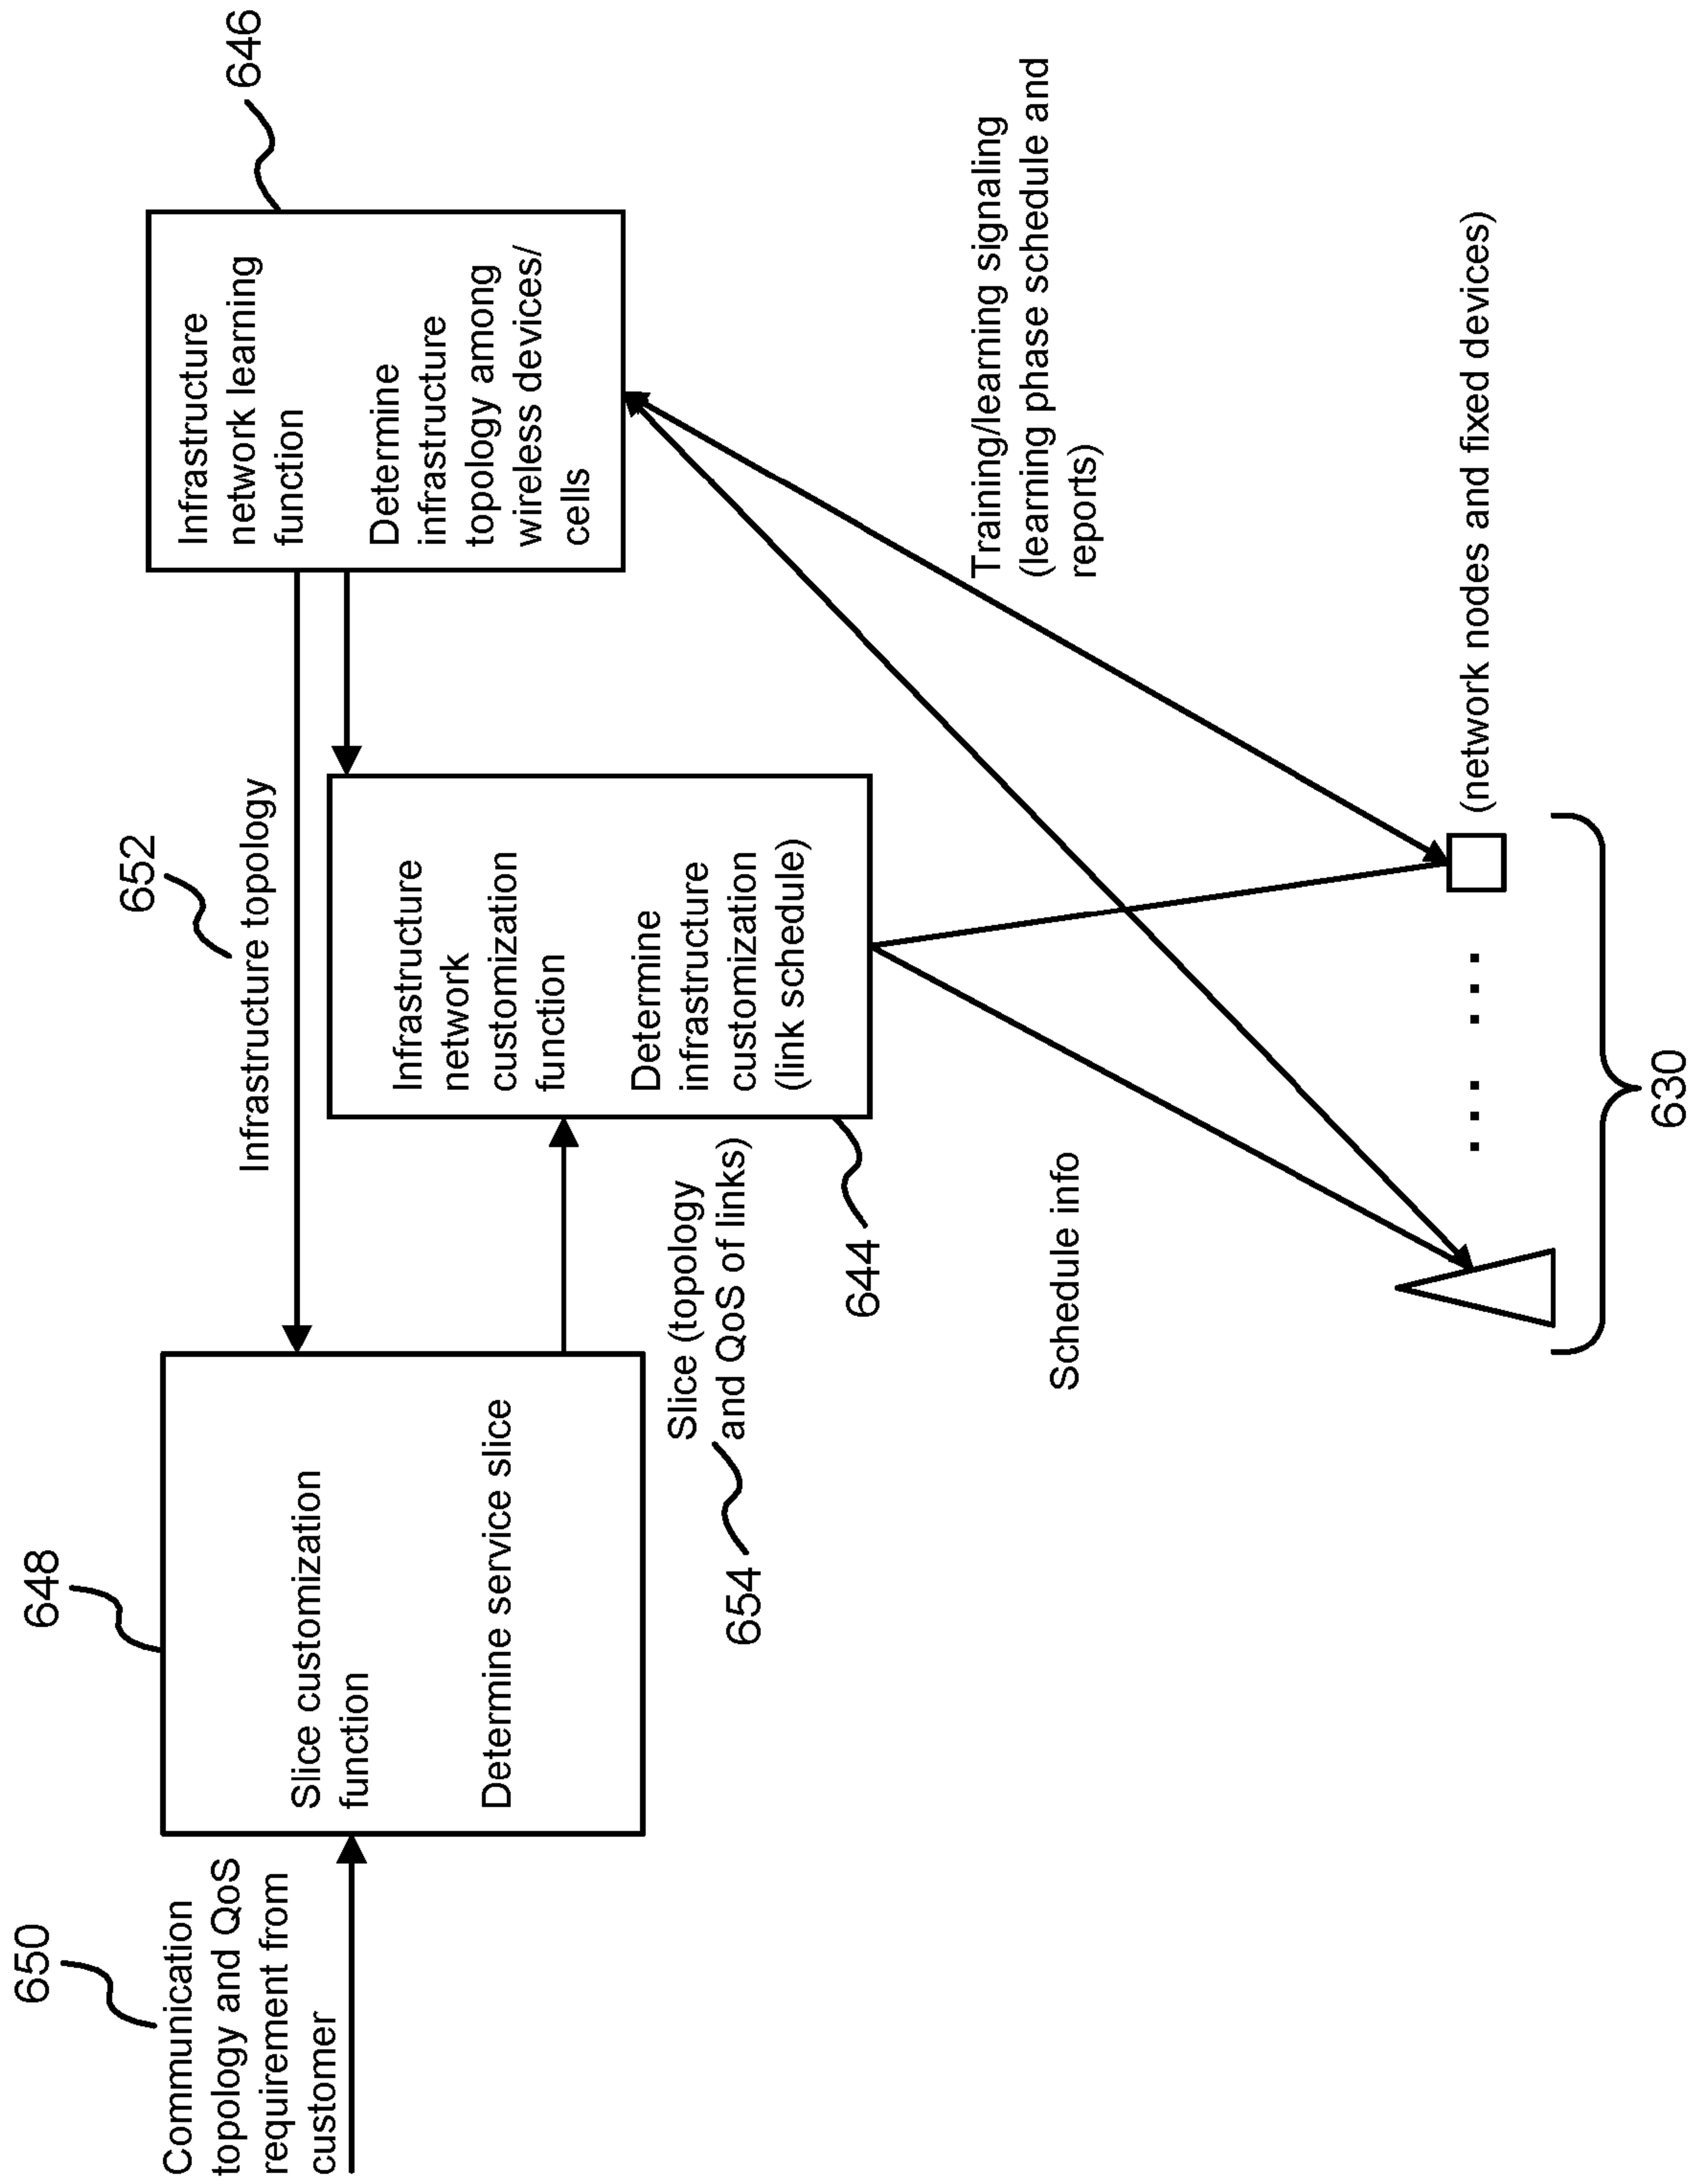 650
Communication
topology and QoS
requirement from
customer
648
Slice customization
function
Determine service slice
652
Infrastructure topology
654
Slice (topology
and QoS of links)
644
Infrastructure
network
customization
function
Determine
infrastructure
customization
(link schedule)
646
Infrastructure
network learning
function
Determine
infrastructure
topology among
wireless devices/
cells
Schedule info
Training/learning signaling
(learning phase schedule and
reports)
(network nodes and fixed devices)
630